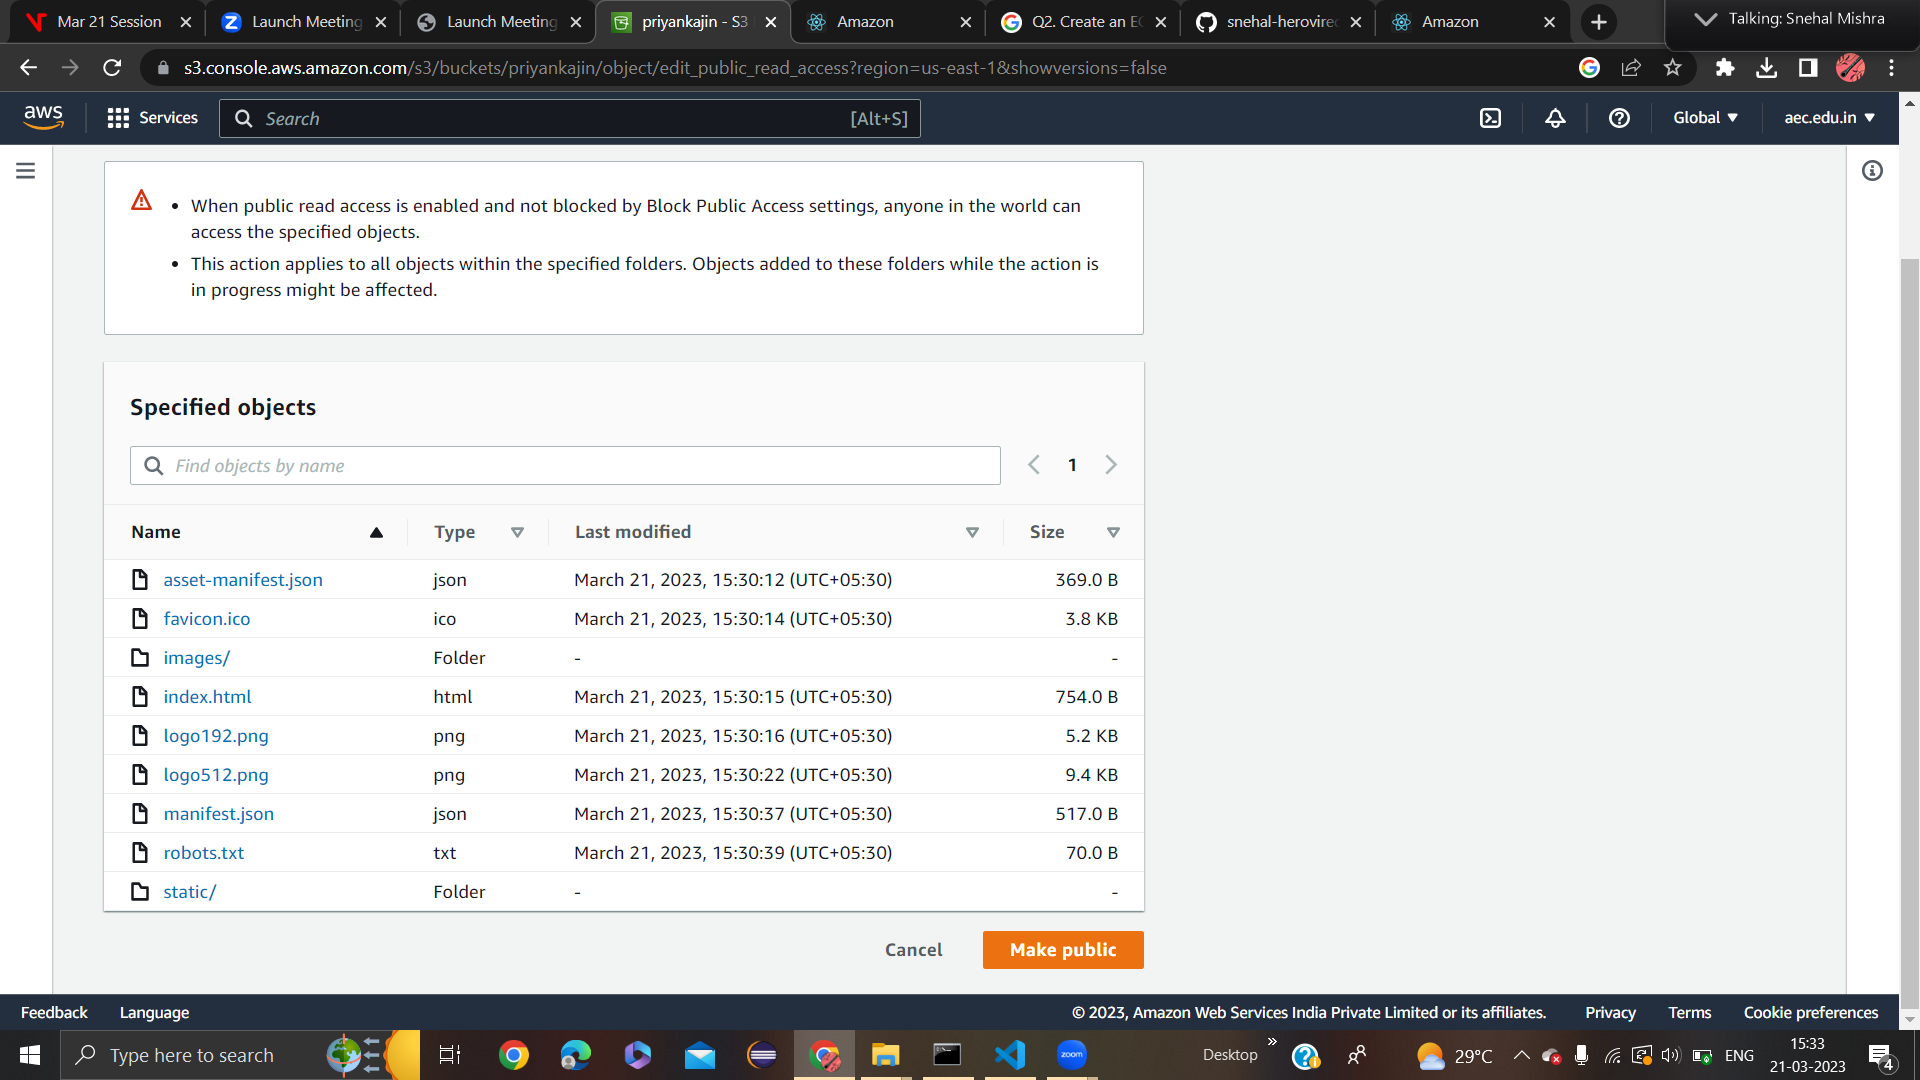 Mar 21 Session
Launch Meeting
Launch Meeting
priyankajin - S3
Amazon
Q2. Create an EC
snehal-herovired
Amazon
Talking: Snehal Mishra
s3.console.aws.amazon.com/s3/buckets/priyankajin/object/edit_public_read_access?region=us-east-1&showversions=false
aws
Services
Search
[Alt+S]
Global
aec.edu.in
• When public read access is enabled and not blocked by Block Public Access settings, anyone in the world can
access the specified objects.
• This action applies to all objects within the specified folders. Objects added to these folders while the action is
in progress might be affected.
Specified objects
Find objects by name
1
Name Type Last modified Size
asset-manifest.json json March 21, 2023, 15:30:12 (UTC+05:30) 369.0 B
favicon.ico ico March 21, 2023, 15:30:14 (UTC+05:30) 3.8 KB
images/ Folder - -
index.html html March 21, 2023, 15:30:15 (UTC+05:30) 754.0 B
logo192.png png March 21, 2023, 15:30:16 (UTC+05:30) 5.2 KB
logo512.png png March 21, 2023, 15:30:22 (UTC+05:30) 9.4 KB
manifest.json json March 21, 2023, 15:30:37 (UTC+05:30) 517.0 B
robots.txt txt March 21, 2023, 15:30:39 (UTC+05:30) 70.0 B
static/ Folder - -
Cancel
Make public
Feedback Language © 2023, Amazon Web Services India Private Limited or its affiliates. Privacy Terms Cookie preferences
Type here to search
zoom
Desktop
29°C
ENG
15:33
21-03-2023
4